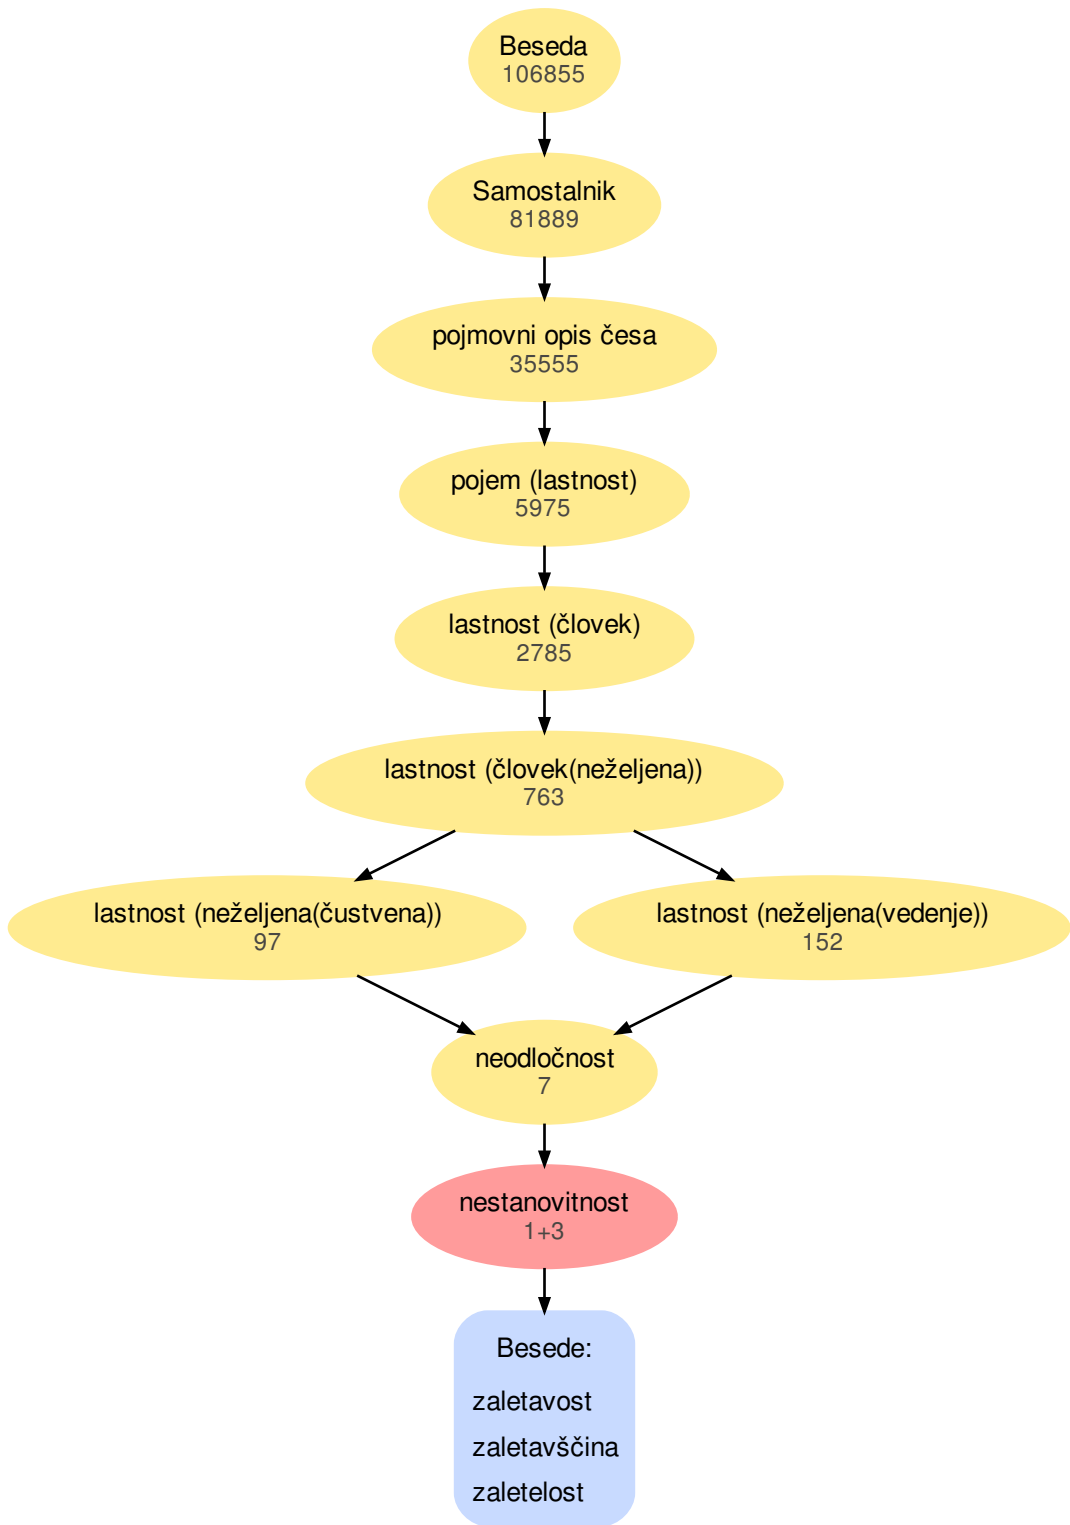 Beseda
106855
Samostalnik
81889
pojmovni opis česa
35555
pojem (lastnost)
5975
lastnost (človek)
2785
lastnost (človek(neželjena))
763
lastnost (neželjena(čustvena))
97
lastnost (neželjena(vedenje))
152
neodločnost
7
nestanovitnost
1+3
Besede:
zaletavost
zaletavščina
zaletelost